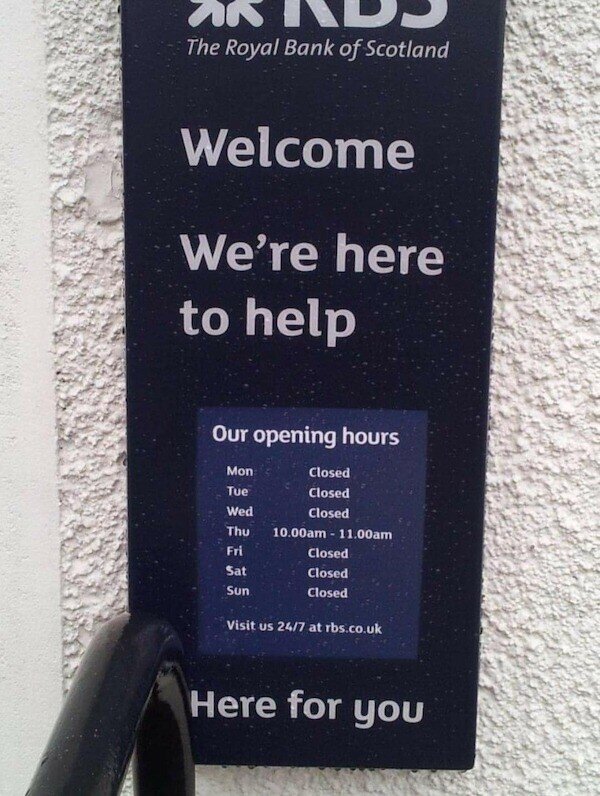 RBS
The Royal Bank of Scotland
Welcome
We're here
to help
Our opening hours
Mon Closed
Tue Closed
Wed Closed
Thu 10.00am - 11.00am
Fri Closed
Sat Closed
Sun Closed
Visit us 24/7 at rbs.co.uk
Here for you